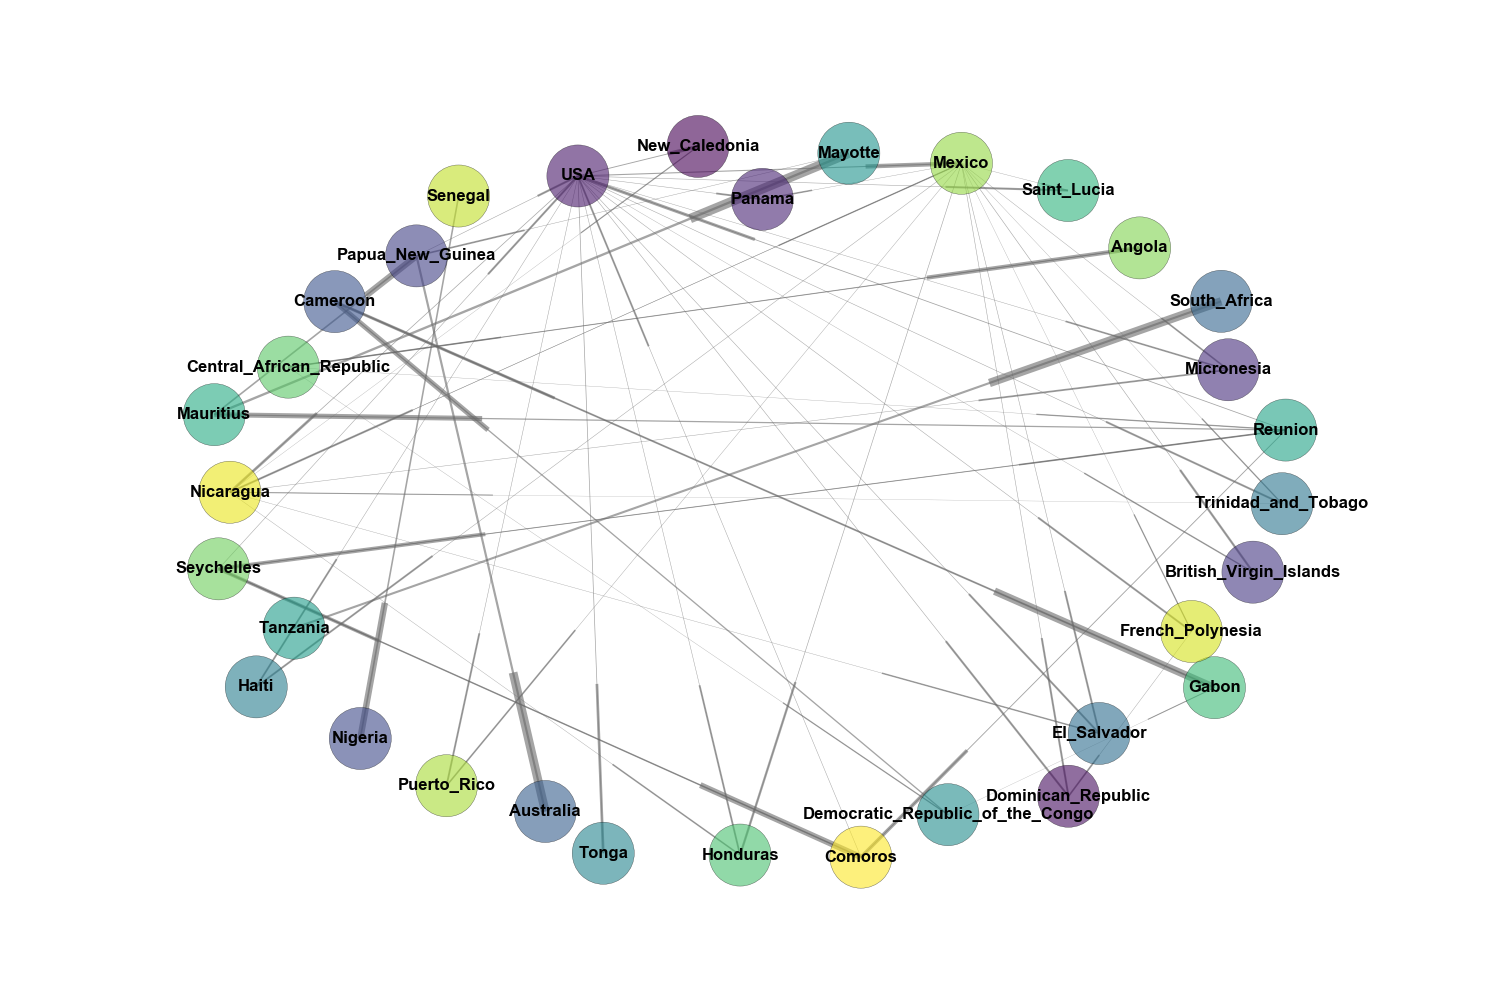 New_Caledonia
Mayotte
Mexico
USA
Saint_Lucia
Senegal
Panama
Angola
Papua_New_Guinea
Cameroon
South_Africa
Central_African_Republic
Micronesia
Mauritius
Reunion
Nicaragua
Trinidad_and_Tobago
Seychelles
British_Virgin_Islands
Tanzania
French_Polynesia
Haiti
Gabon
Nigeria
El_Salvador
Puerto_Rico
Dominican_Republic
Australia
Democratic_Republic_of_the_Congo
Tonga
Honduras
Comoros